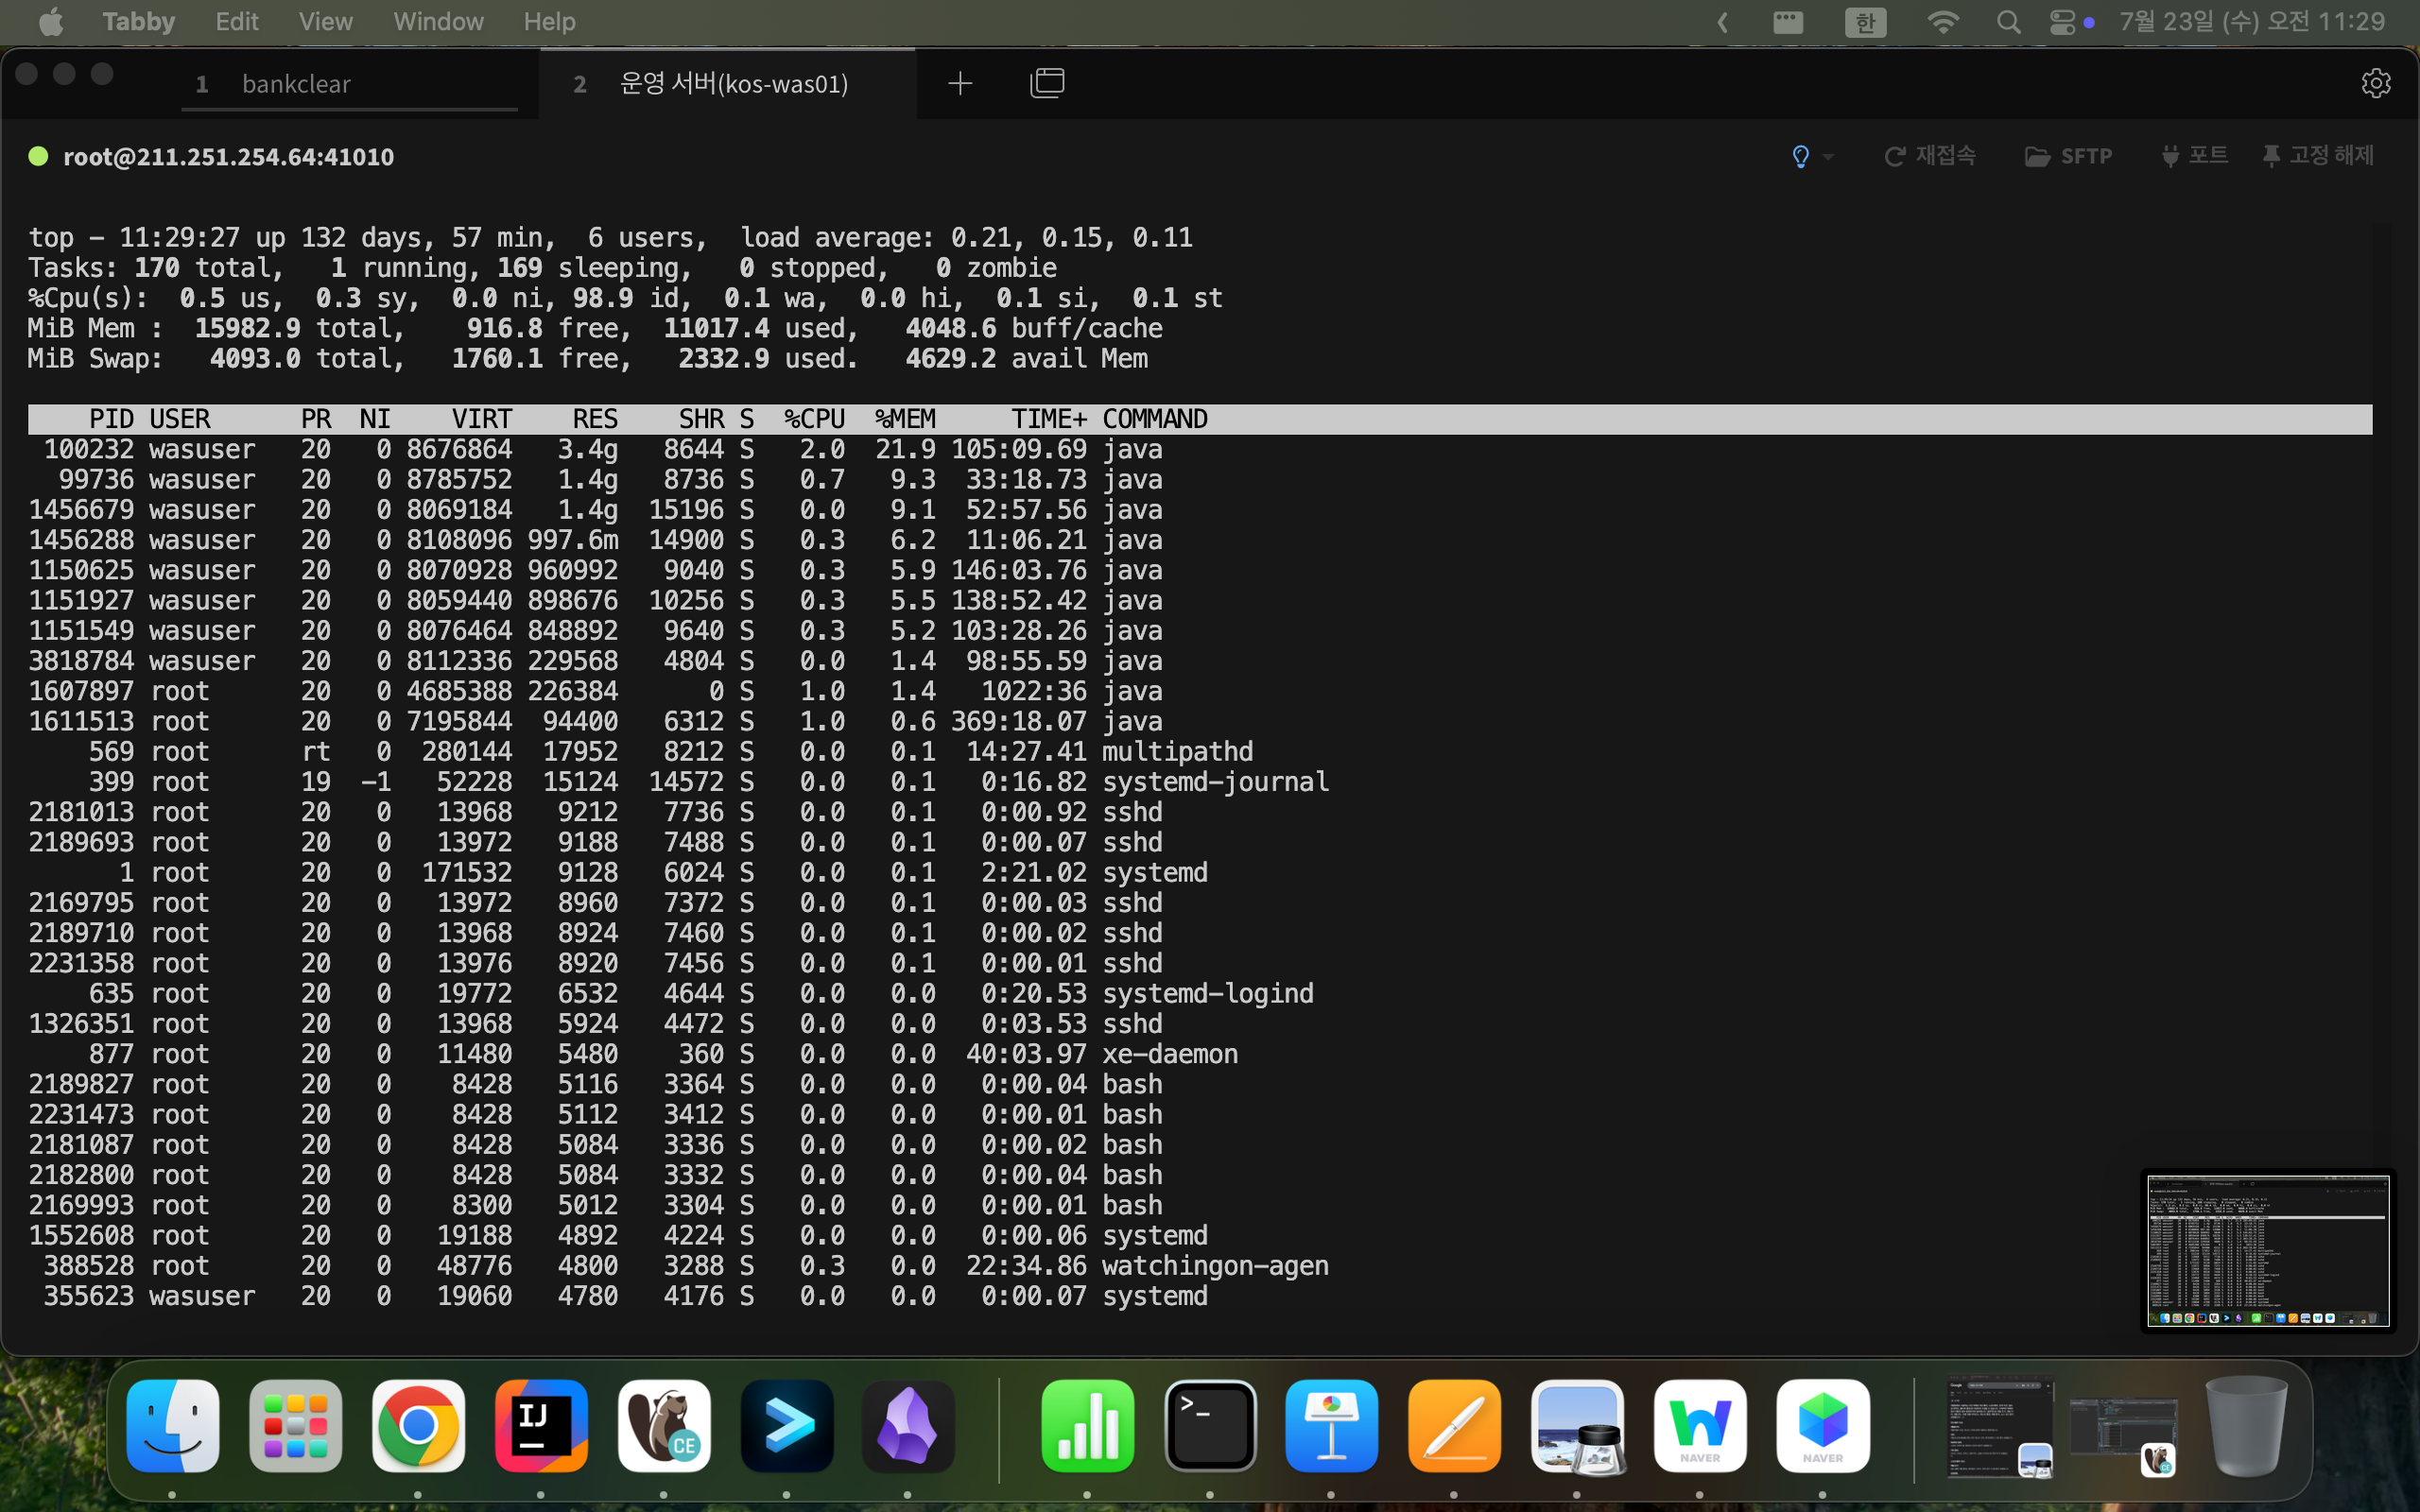 Tabby Edit View Window Help 한 7월 23일 (수) 오전 11:29
1 bankclear 2 운영 서버(kos-was01)
root@211.251.254.64:41010 재접속 SFTP 포트 고정 해제
top - 11:29:27 up 132 days, 57 min, 6 users, load average: 0.21, 0.15, 0.11
Tasks: 170 total, 1 running, 169 sleeping, 0 stopped, 0 zombie
%Cpu(s): 0.5 us, 0.3 sy, 0.0 ni, 98.9 id, 0.1 wa, 0.0 hi, 0.1 si, 0.1 st
MiB Mem : 15982.9 total, 916.8 free, 11017.4 used, 4048.6 buff/cache
MiB Swap: 4093.0 total, 1760.1 free, 2332.9 used. 4629.2 avail Mem
PID USER PR NI VIRT RES SHR S %CPU %MEM TIME+ COMMAND
100232 wasuser 20 0 8676864 3.4g 8644 S 2.0 21.9 105:09.69 java
99736 wasuser 20 0 8785752 1.4g 8736 S 0.7 9.3 33:18.73 java
1456679 wasuser 20 0 8069184 1.4g 15196 S 0.0 9.1 52:57.56 java
1456288 wasuser 20 0 8108096 997.6m 14900 S 0.3 6.2 11:06.21 java
1150625 wasuser 20 0 8070928 960992 9040 S 0.3 5.9 146:03.76 java
1151927 wasuser 20 0 8059440 898676 10256 S 0.3 5.5 138:52.42 java
1151549 wasuser 20 0 8076464 848892 9640 S 0.3 5.2 103:28.26 java
3818784 wasuser 20 0 8112336 229568 4804 S 0.0 1.4 98:55.59 java
1607897 root 20 0 4685388 226384 0 S 1.0 1.4 1022:36 java
1611513 root 20 0 7195844 94400 6312 S 1.0 0.6 369:18.07 java
569 root rt 0 280144 17952 8212 S 0.0 0.1 14:27.41 multipathd
399 root 19 -1 52228 15124 14572 S 0.0 0.1 0:16.82 systemd-journal
2181013 root 20 0 13968 9212 7736 S 0.0 0.1 0:00.92 sshd
2189693 root 20 0 13972 9188 7488 S 0.0 0.1 0:00.07 sshd
1 root 20 0 171532 9128 6024 S 0.0 0.1 2:21.02 systemd
2169795 root 20 0 13972 8960 7372 S 0.0 0.1 0:00.03 sshd
2189710 root 20 0 13968 8924 7460 S 0.0 0.1 0:00.02 sshd
2231358 root 20 0 13976 8920 7456 S 0.0 0.1 0:00.01 sshd
635 root 20 0 19772 6532 4644 S 0.0 0.0 0:20.53 systemd-logind
1326351 root 20 0 13968 5924 4472 S 0.0 0.0 0:03.53 sshd
877 root 20 0 11480 5480 360 S 0.0 0.0 40:03.97 xe-daemon
2189827 root 20 0 8428 5116 3364 S 0.0 0.0 0:00.04 bash
2231473 root 20 0 8428 5112 3412 S 0.0 0.0 0:00.01 bash
2181087 root 20 0 8428 5084 3336 S 0.0 0.0 0:00.02 bash
2182800 root 20 0 8428 5084 3332 S 0.0 0.0 0:00.04 bash
2169993 root 20 0 8300 5012 3304 S 0.0 0.0 0:00.01 bash
1552608 root 20 0 19188 4892 4224 S 0.0 0.0 0:00.06 systemd
388528 root 20 0 48776 4800 3288 S 0.3 0.0 22:34.86 watchingon-agen
355623 wasuser 20 0 19060 4780 4176 S 0.0 0.0 0:00.07 systemd
IJ CE >_ W NAVER NAVER